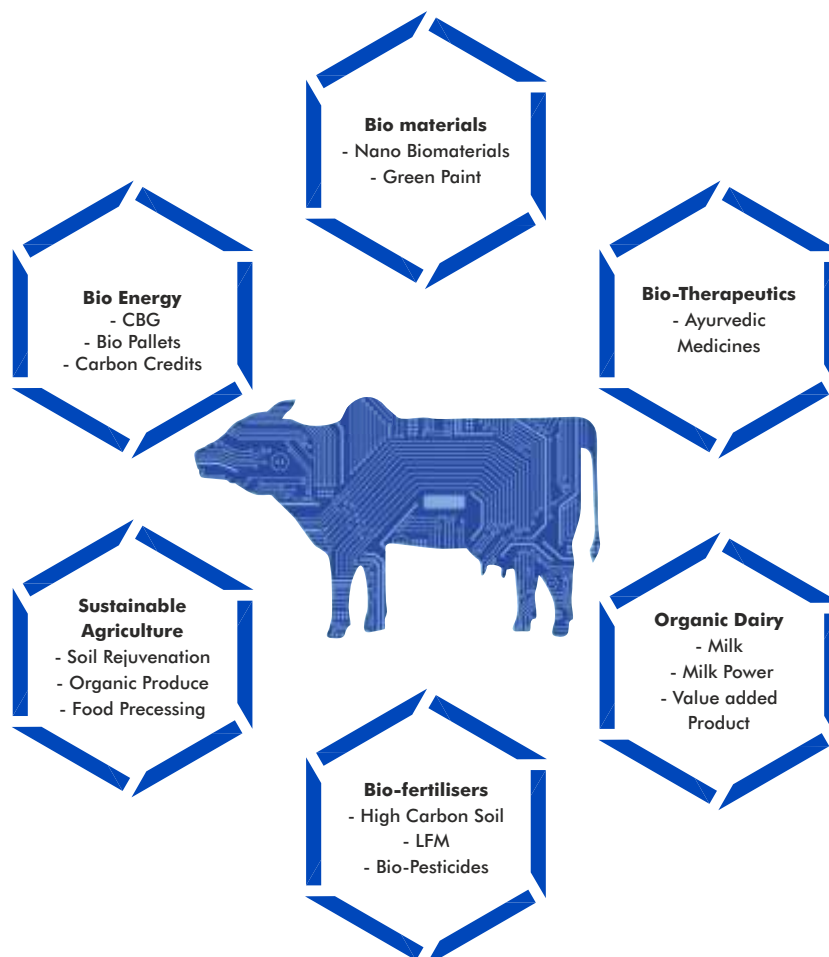 Bio materials
- Nano Biomaterials
- Green Paint
Bio Energy
- CBG
- Bio Pallets
- Carbon Credits
Bio-Therapeutics
- Ayurvedic
Medicines
Sustainable
Agriculture
- Soil Rejuvenation
- Organic Produce
- Food Precessing
Organic Dairy
- Milk
- Milk Power
- Value added
Product
Bio-fertilisers
- High Carbon Soil
- LFM
- Bio-Pesticides